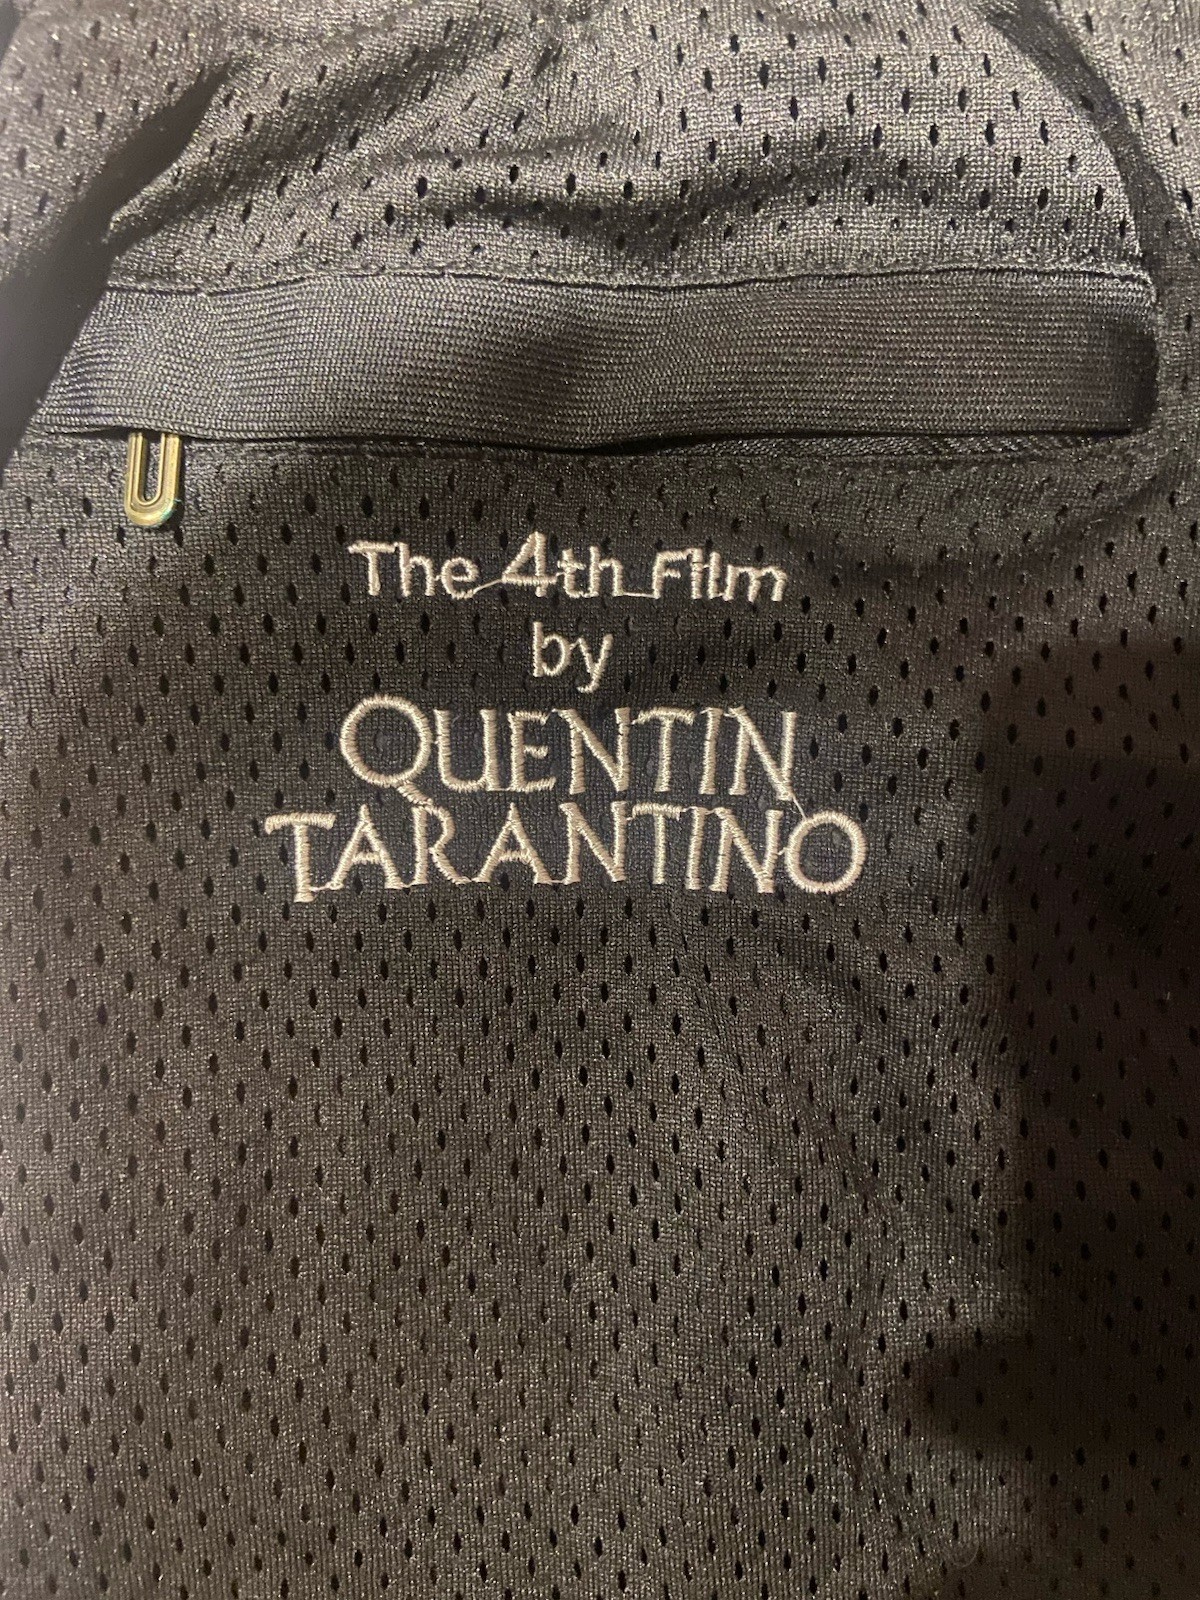 The 4th Film
by
QUENTIN
TARANTINO